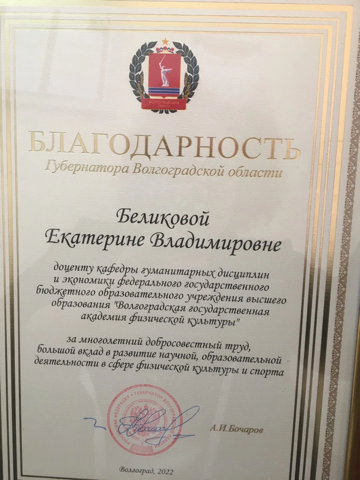 БЛАГОДАРНОСТЬ
Губернатора Волгоградской области
Беликовой
Екатерине Владимировне
доценту кафедры гуманитарных дисциплин
и экономики федерального государственного
бюджетного образовательного учреждения высшего
образования "Волгоградская государственная
академия физической культуры"
за многолетний добросовестный труд,
большой вклад в развитие научной, образовательной
деятельности в сфере физической культуры и спорта
А.И.Бочаров
Волгоград, 2022